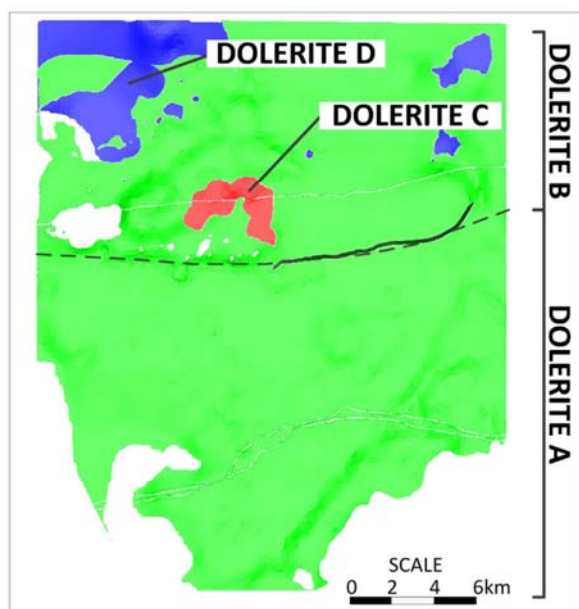 DOLERITE D
DOLERITE C
DOLERITE B
DOLERITE A
SCALE
0 2 4 6km